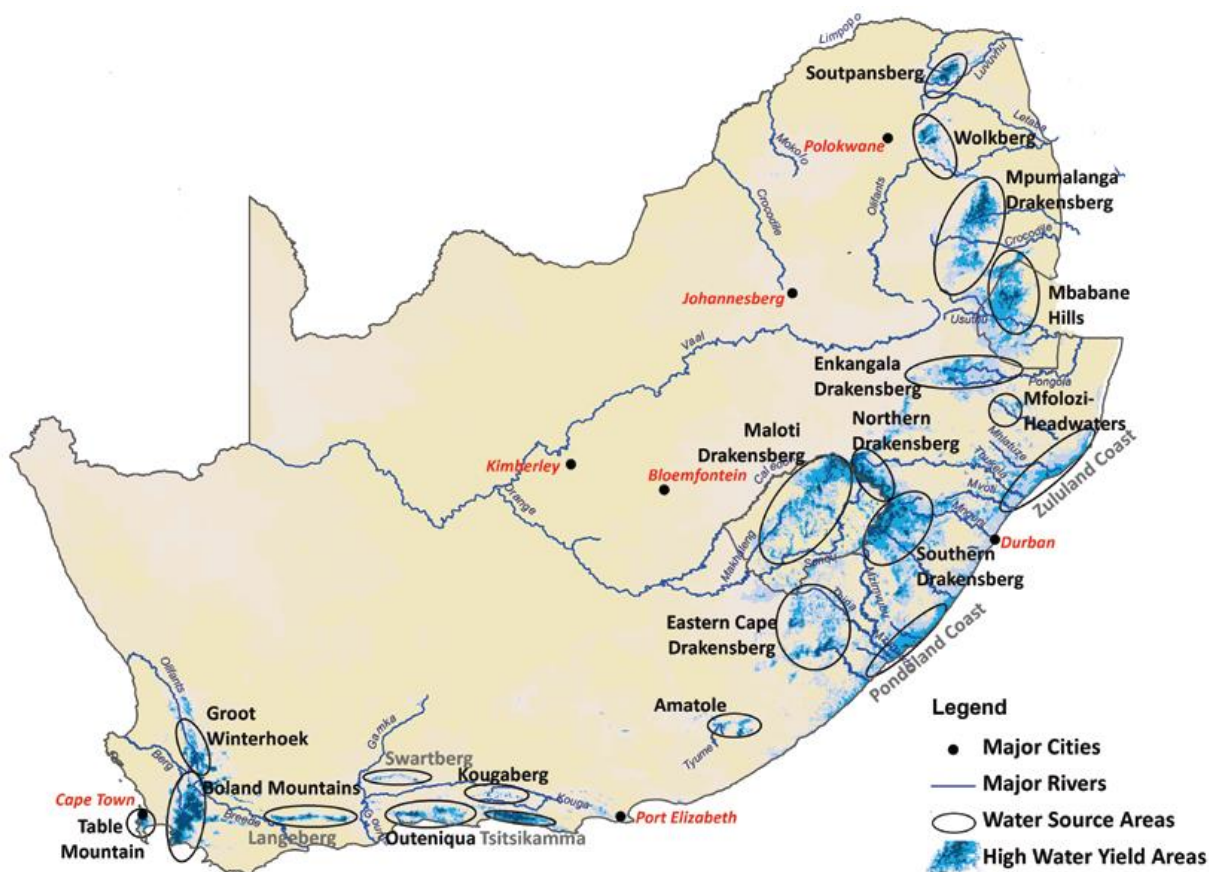 Limpopo
Soutpansberg
Luvuvhu
Letaba
Mokolo
Polokwane
Wolkberg
Olifants
Mpumalanga
Drakensberg
Crocodile
Crocodile
Johannesberg
Mbabane
Hills
Usuthu
Vaal
Enkangala
Drakensberg
Pongola
Mfolozi-
Headwaters
Northern
Drakensberg
Maloti
Drakensberg
Mhlatuze
Thukela
Zululand Coast
Kimberley
Bloemfontein
Mvoti
Orange
Mngeni
Durban
Makhaleng
Senqu
Southern
Drakensberg
Mzimvubu
Thina
Eastern Cape
Drakensberg
Pondoland Coast
Olifants
Groot
Winterhoek
Gamka
Amatole
Tyume
Berg
Swartberg
Kougaberg
Boland Mountains
Kouga
Cape Town
Breede
Port Elizabeth
Table
Mountain
Langeberg
Outeniqua
Tsitsikamma
Legend
Major Cities
Major Rivers
Water Source Areas
High Water Yield Areas